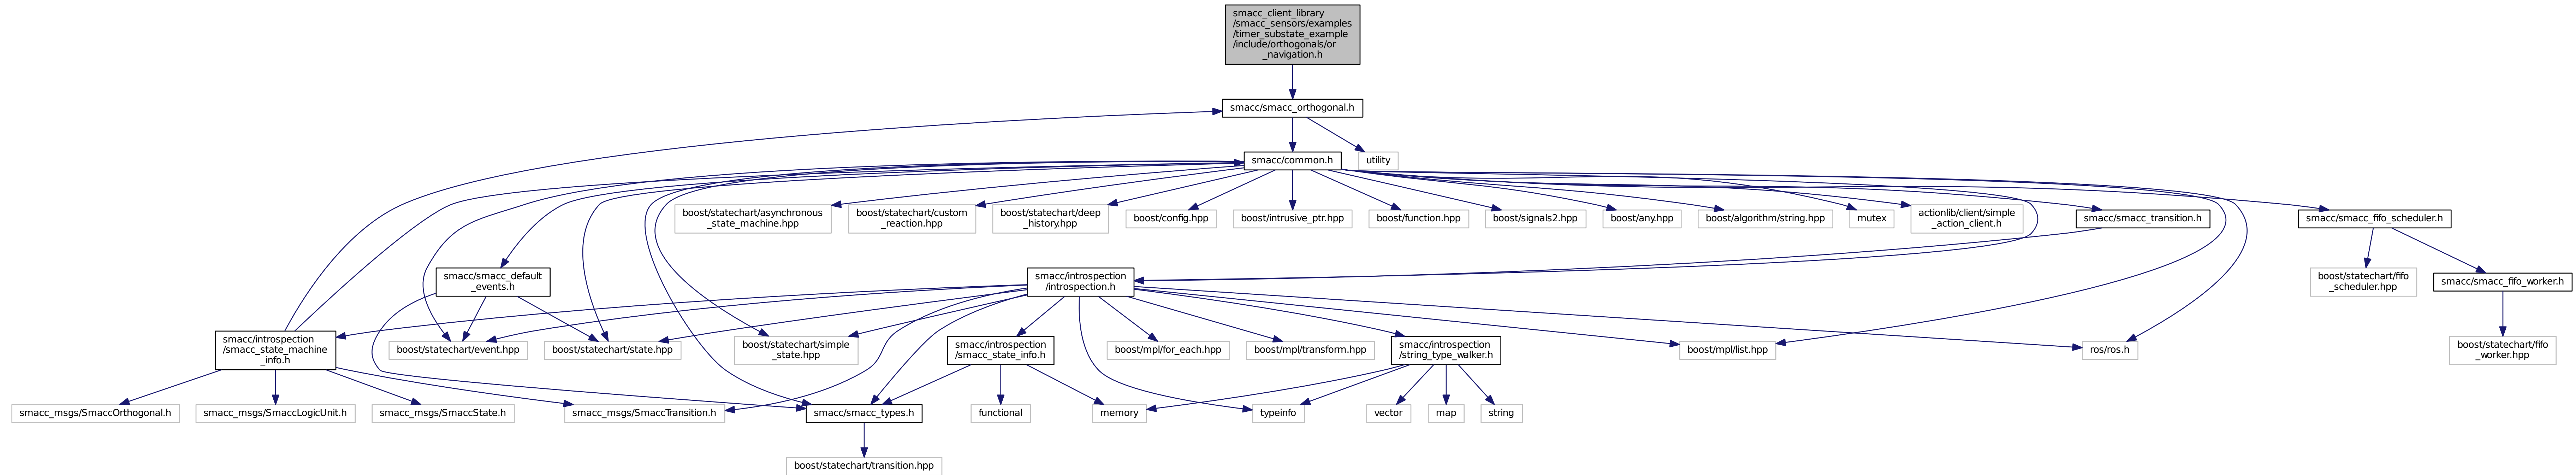 smacc_client_library
/smacc_sensors/examples
/timer_substate_example
/include/orthogonals/or
_navigation.h
smacc/smacc_orthogonal.h
smacc/common.h
utility
boost/statechart/asynchronous
_state_machine.hpp
boost/statechart/custom
_reaction.hpp
boost/statechart/deep
_history.hpp
boost/config.hpp
boost/intrusive_ptr.hpp
boost/function.hpp
boost/signals2.hpp
boost/any.hpp
boost/algorithm/string.hpp
mutex
actionlib/client/simple
_action_client.h
smacc/smacc_transition.h
smacc/smacc_fifo_scheduler.h
smacc/smacc_default
_events.h
smacc/introspection
/introspection.h
boost/statechart/fifo
_scheduler.hpp
smacc/smacc_fifo_worker.h
smacc/introspection
/smacc_state_machine
_info.h
boost/statechart/event.hpp
boost/statechart/state.hpp
boost/statechart/simple
_state.hpp
smacc/introspection
/smacc_state_info.h
boost/mpl/for_each.hpp
boost/mpl/transform.hpp
smacc/introspection
/string_type_walker.h
boost/mpl/list.hpp
ros/ros.h
boost/statechart/fifo
_worker.hpp
smacc_msgs/SmaccOrthogonal.h
smacc_msgs/SmaccLogicUnit.h
smacc_msgs/SmaccState.h
smacc_msgs/SmaccTransition.h
smacc/smacc_types.h
functional
memory
typeinfo
vector
map
string
boost/statechart/transition.hpp